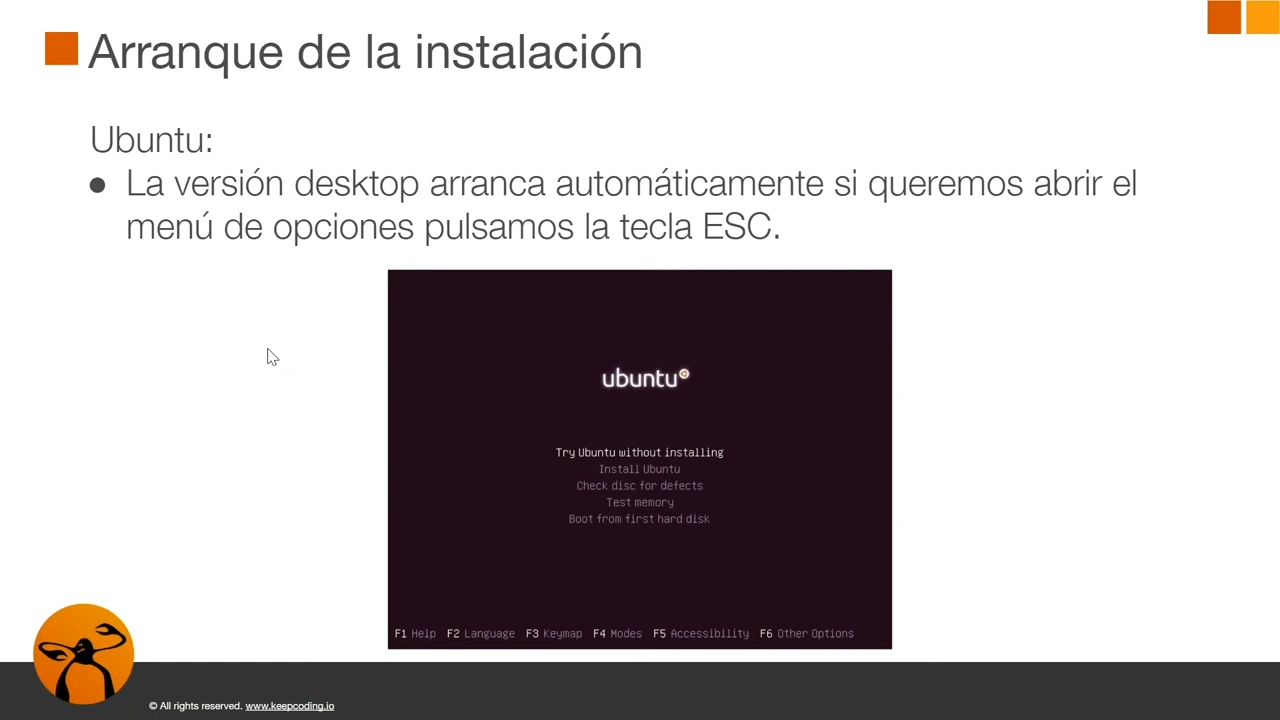 Arranque de la instalación
Ubuntu:
● La versión desktop arranca automáticamente si queremos abrir el
menú de opciones pulsamos la tecla ESC.
ubuntu
Try Ubuntu without installing
Install Ubuntu
Check disc for defects
Test memory
Boot from first hard disk
F1 Help F2 Language F3 Keymap F4 Modes F5 Accessibility F6 Other Options
© All rights reserved. www.keepcoding.io